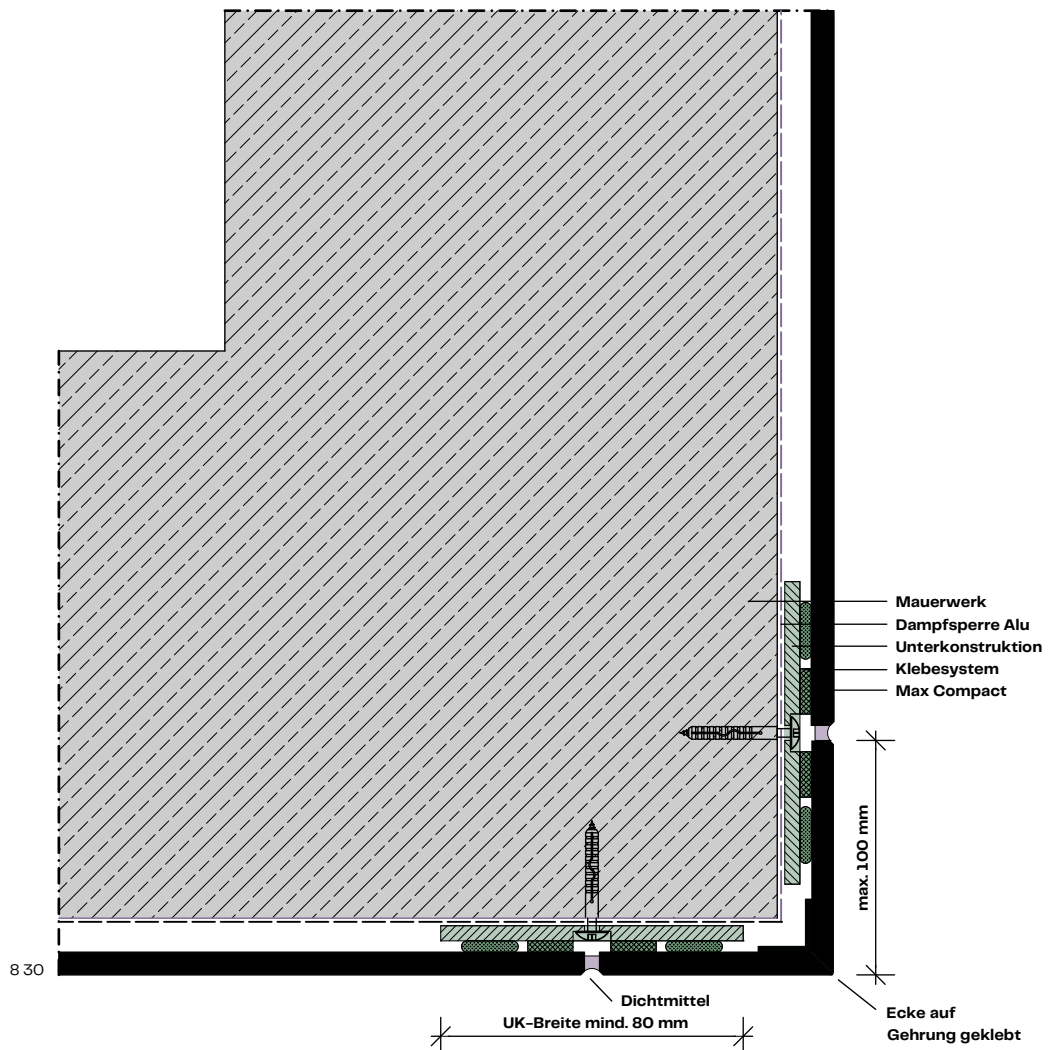 Mauerwerk
Dampfsperre Alu
Unterkonstruktion
Klebesystem
Max Compact
max. 100 mm
8 30
Dichtmittel
UK-Breite mind. 80 mm
Ecke auf
Gehrung geklebt